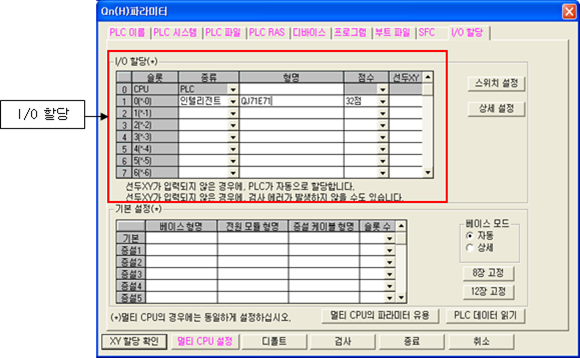 Qn(H)파라미터
PLC 이름 PLC 시스템 PLC 파일 PLC RAS 디바이스 프로그램 부트 파일 SFC I/O 할당
I/O 할당(*)
슬롯 종류 형명 점수 선두XY
0 CPU PLC
1 0(*-0) 인텔리전트 QJ71E71 32점
2 1(*-1)
3 2(*-2)
4 3(*-3)
5 4(*-4)
6 5(*-5)
7 6(*-6)
스위치 설정
상세 설정
I/O 할당
선두XY가 입력되지 않은 경우에, PLC가 자동으로 할당합니다.
선두XY가 입력되지 않은 경우에, 검사 에러가 발생하지 않을 수도 있습니다.
기본 설정(*)
베이스 형명 전원 모듈 형명 증설 케이블 형명 슬롯 수
기본
증설1
증설2
증설3
증설4
증설5
베이스 모드
자동
상세
8장 고정
12장 고정
(*)멀티 CPU의 경우에는 동일하게 설정하십시오.
멀티 CPU의 파라미터 유용
PLC 데이터 읽기
XY 할당 확인 멀티 CPU 설정 디폴트 검사 종료 취소